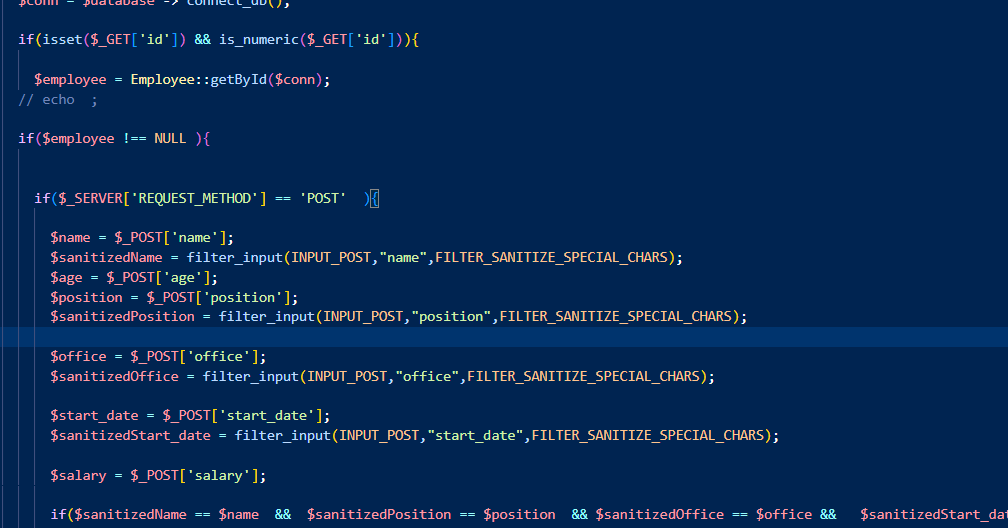 $conn = $database -> connect_db();
if(isset($_GET['id']) && is_numeric($_GET['id'])){
$employee = Employee::getById($conn);
// echo  ;
if($employee !== NULL ){
if($_SERVER['REQUEST_METHOD'] == 'POST'  ){
$name = $_POST['name'];
$sanitizedName = filter_input(INPUT_POST,"name",FILTER_SANITIZE_SPECIAL_CHARS);
$age = $_POST['age'];
$position = $_POST['position'];
$sanitizedPosition = filter_input(INPUT_POST,"position",FILTER_SANITIZE_SPECIAL_CHARS);
$office = $_POST['office'];
$sanitizedOffice = filter_input(INPUT_POST,"office",FILTER_SANITIZE_SPECIAL_CHARS);
$start_date = $_POST['start_date'];
$sanitizedStart_date = filter_input(INPUT_POST,"start_date",FILTER_SANITIZE_SPECIAL_CHARS);
$salary = $_POST['salary'];
if($sanitizedName == $name  &&  $sanitizedPosition == $position  && $sanitizedOffice == $office &&   $sanitizedStart_dat